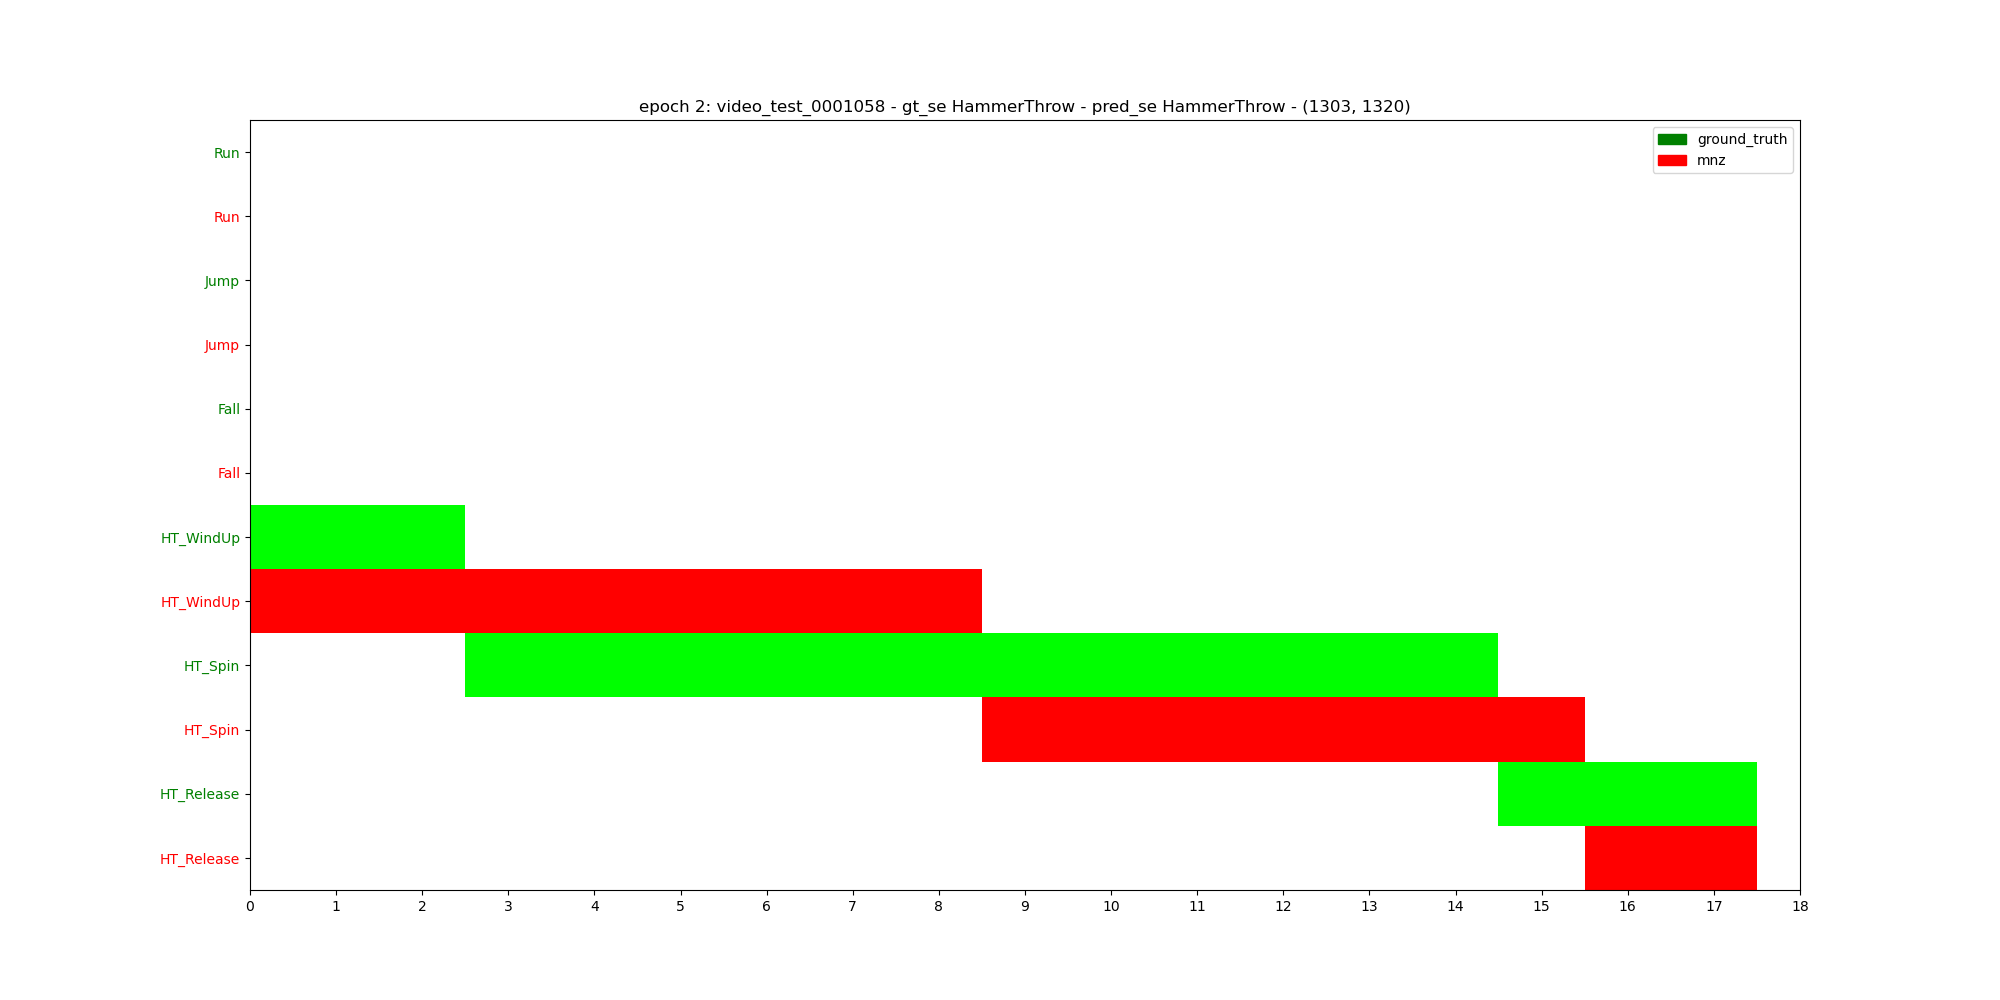 epoch 2: video_test_0001058 - gt_se HammerThrow - pred_se HammerThrow - (1303, 1320)
ground_truth
mnz
Run
Run
Jump
Jump
Fall
Fall
HT_WindUp
HT_WindUp
HT_Spin
HT_Spin
HT_Release
HT_Release
0 1 2 3 4 5 6 7 8 9 10 11 12 13 14 15 16 17 18